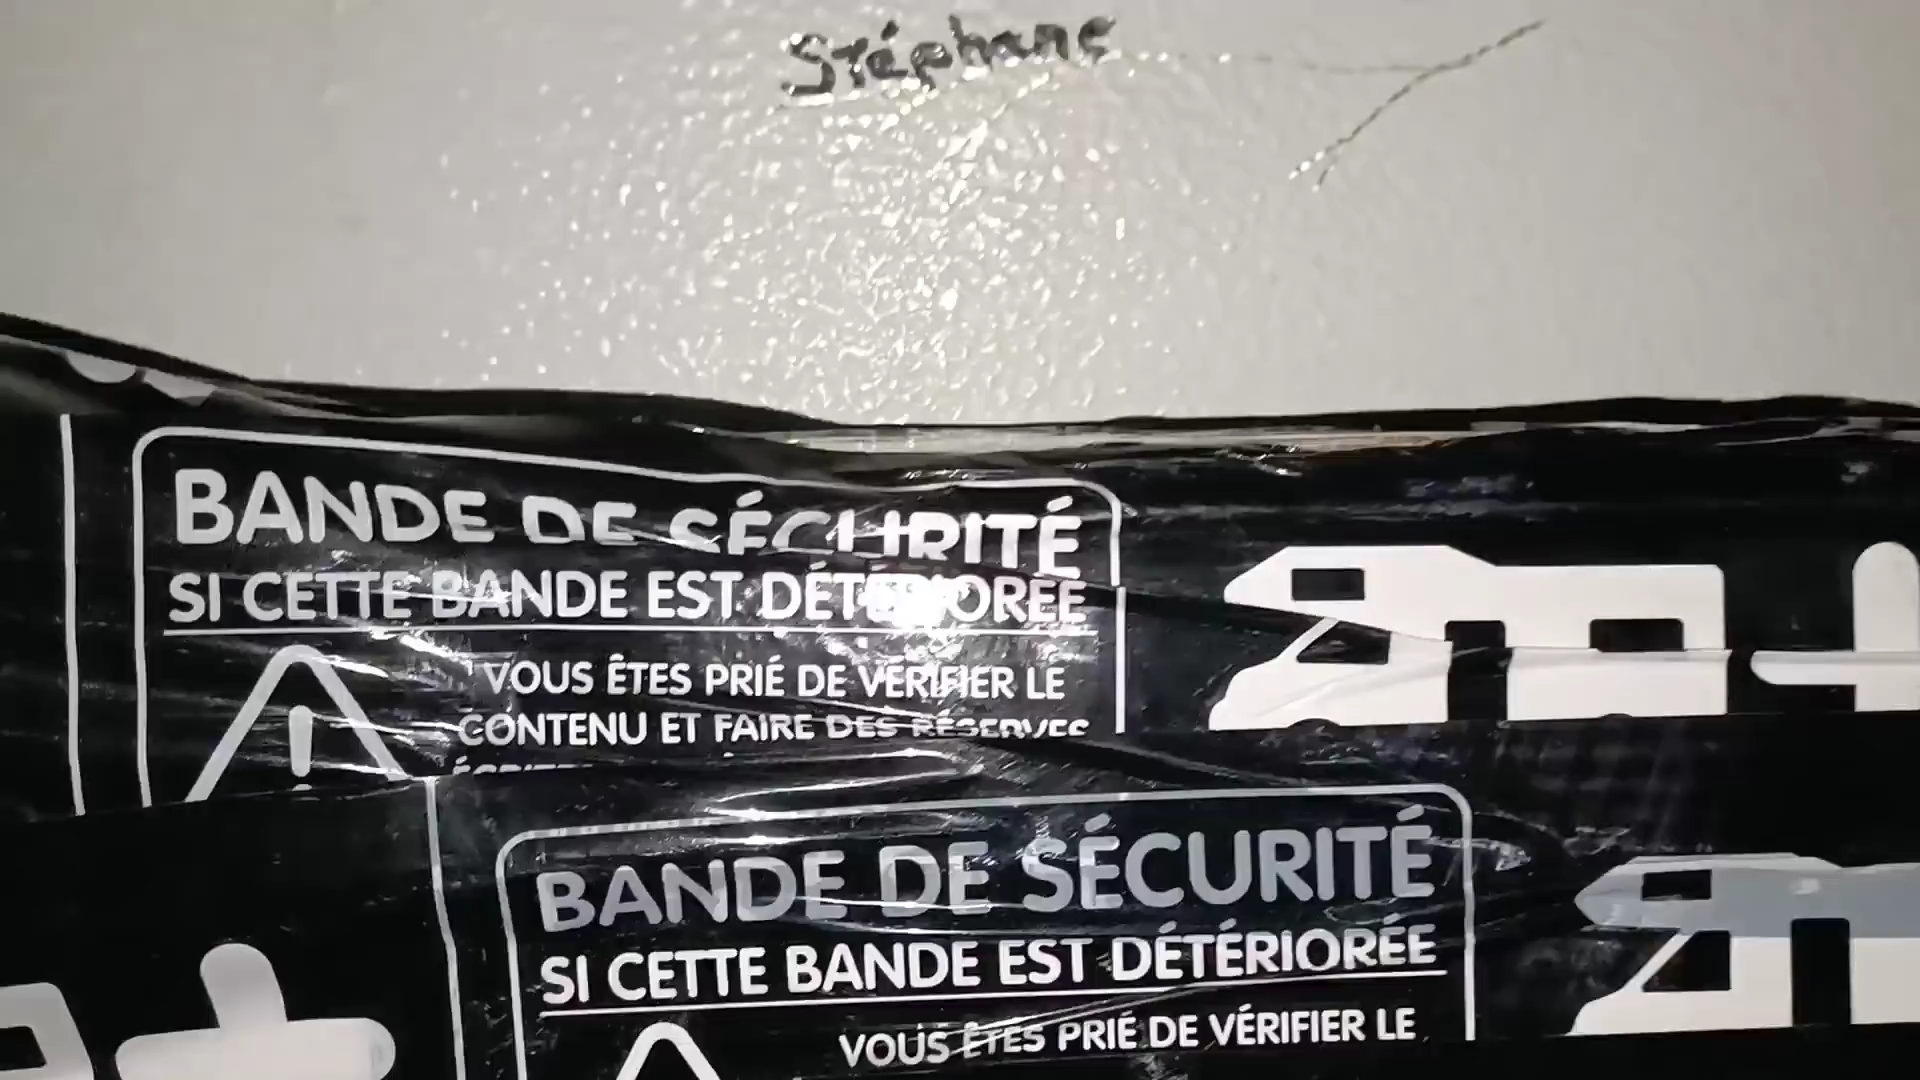 Stéphane
BANDE DE SÉCURITÉ
SI CETTE BANDE EST DÉTÉRIORÉE
VOUS ÊTES PRIÉ DE VÉRIFIER LE
CONTENU ET FAIRE DES RÉSERVES
BANDE DE SÉCURITÉ
SI CETTE BANDE EST DÉTÉRIORÉE
VOUS ÊTES PRIÉ DE VÉRIFIER LE